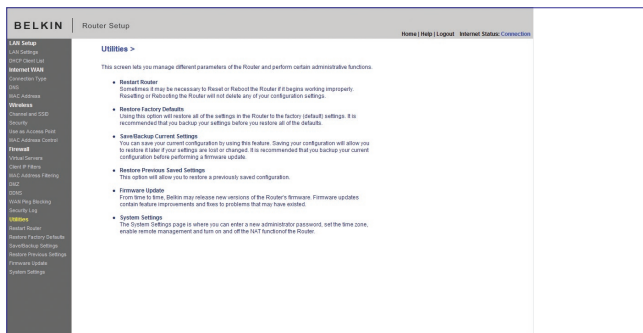 BELKIN Router Setup
Home | Help | Logout Internet Status: Connection
LAN Setup
LAN Settings
DHCP Client List
Internet WAN
Connection Type
DNS
MAC Address
Wireless
Channel and SSID
Security
Use as Access Point
MAC Address Control
Firewall
Virtual Servers
Client IP Filters
MAC Address Filtering
DMZ
DDNS
WAN Ping Blocking
Security Log
Utilities
Restart Router
Restore Factory Defaults
Save/Backup Settings
Restore Previous Settings
Firmware Update
System Settings
Utilities >
This screen lets you manage different parameters of the Router and perform certain administrative functions.
• Restart Router
Sometimes it may be necessary to Reset or Reboot the Router if it begins working improperly.
Resetting or Rebooting the Router will not delete any of your configuration settings.
• Restore Factory Defaults
Using this option will restore all of the settings in the Router to the factory (default) settings. It is
recommended that you backup your settings before you restore all of the defaults.
• Save/Backup Current Settings
You can save your current configuration by using this feature. Saving your configuration will allow you
to restore it later if your settings are lost or changed. It is recommended that you backup your current
configuration before performing a firmware update.
• Restore Previous Saved Settings
This option will allow you to restore a previously saved configuration.
• Firmware Update
From time to time, Belkin may release new versions of the Router's firmware. Firmware updates
contain feature improvements and fixes to problems that may have existed.
• System Settings
The System Settings page is where you can enter a new administrator password, set the time zone,
enable remote management and turn on and off the NAT functionof the Router.